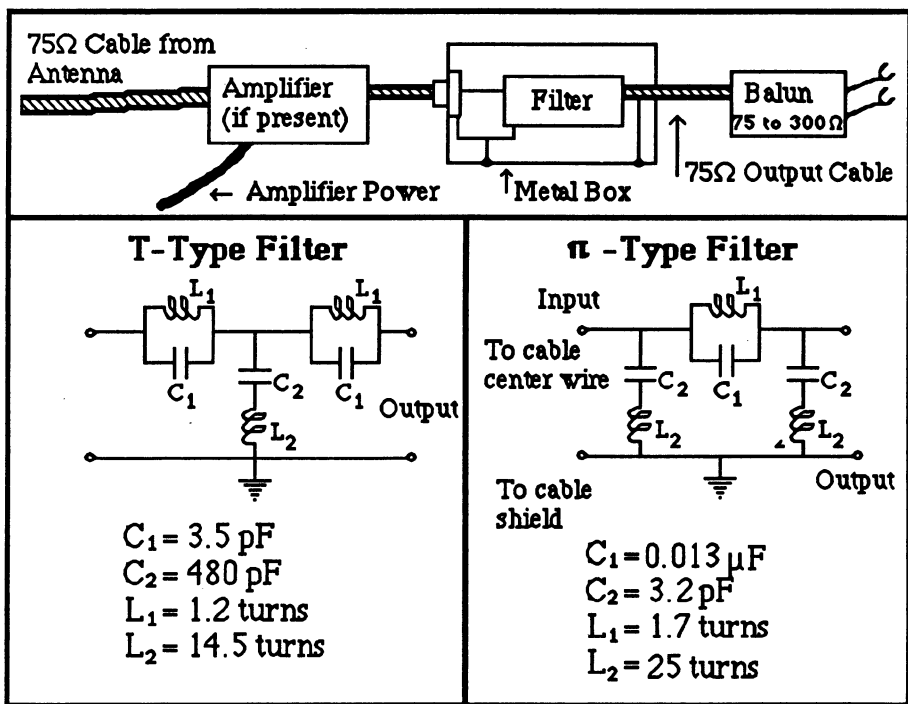 75Ω Cable from
Antenna
Amplifier
(if present)
← Amplifier Power
Filter
↑ Metal Box
Balun
75 to 300Ω
75Ω Output Cable
T-Type Filter
L₁
L₁
C₁
C₂
C₁
L₂
Output
C₁ = 3.5 pF
C₂ = 480 pF
L₁ = 1.2 turns
L₂ = 14.5 turns
π -Type Filter
L₁
Input
To cable
center wire
C₂
C₁
C₂
L₂
L₂
To cable
shield
Output
C₁ = 0.013 µF
C₂ = 3.2 pF
L₁ = 1.7 turns
L₂ = 25 turns